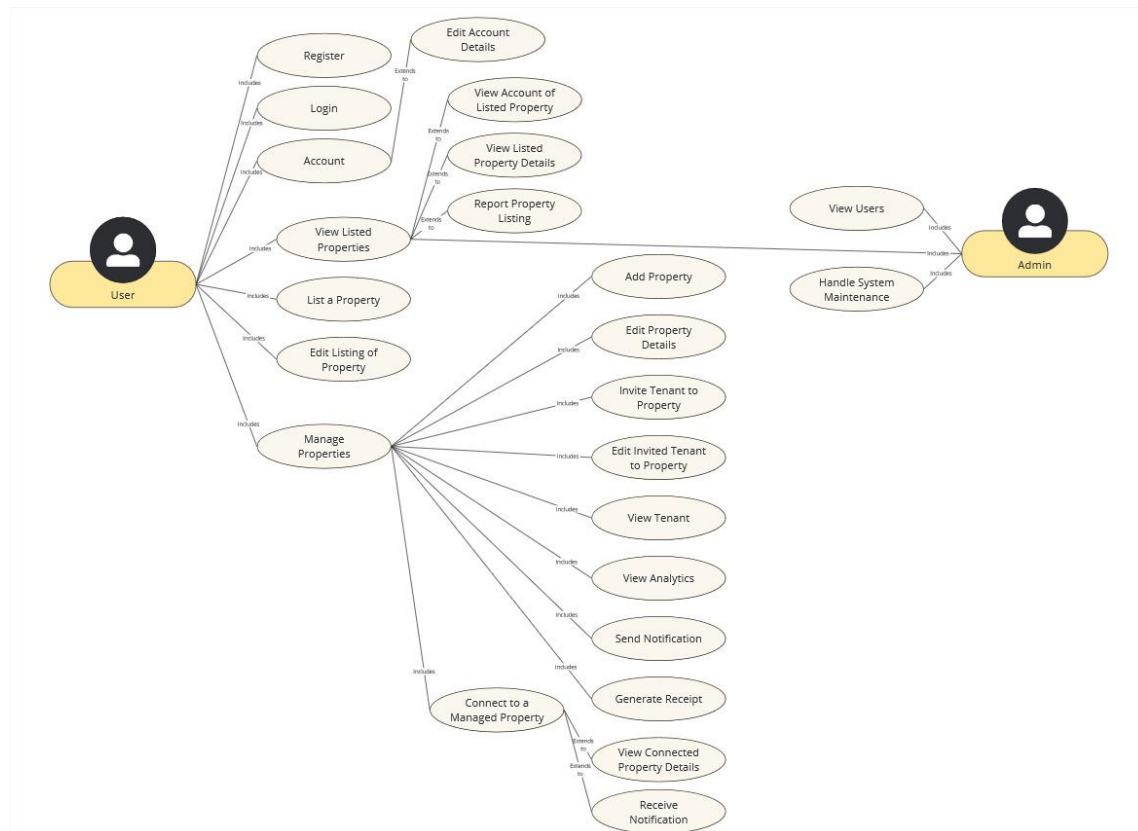 Edit Account
Details
Register
Includes
Extends
to
Login
Includes
View Account of
Listed Property
Account
Includes
Extends
to
View Listed
Property Details
Extends
to
Report Property
Listing
Extends
to
View Listed
Properties
Includes
View Users
Includes
Includes
Admin
Includes
Handle System
Maintenance
User
Add Property
Includes
List a Property
Includes
Edit Property
Details
Includes
Edit Listing of
Property
Includes
Invite Tenant to
Property
Includes
Manage
Properties
Includes
Edit Invited Tenant
to Property
Includes
View Tenant
Includes
View Analytics
Includes
Send Notification
Includes
Generate Receipt
Includes
Connect to a
Managed Property
Includes
View Connected
Property Details
Extends
to
Receive
Notification
Extends
to